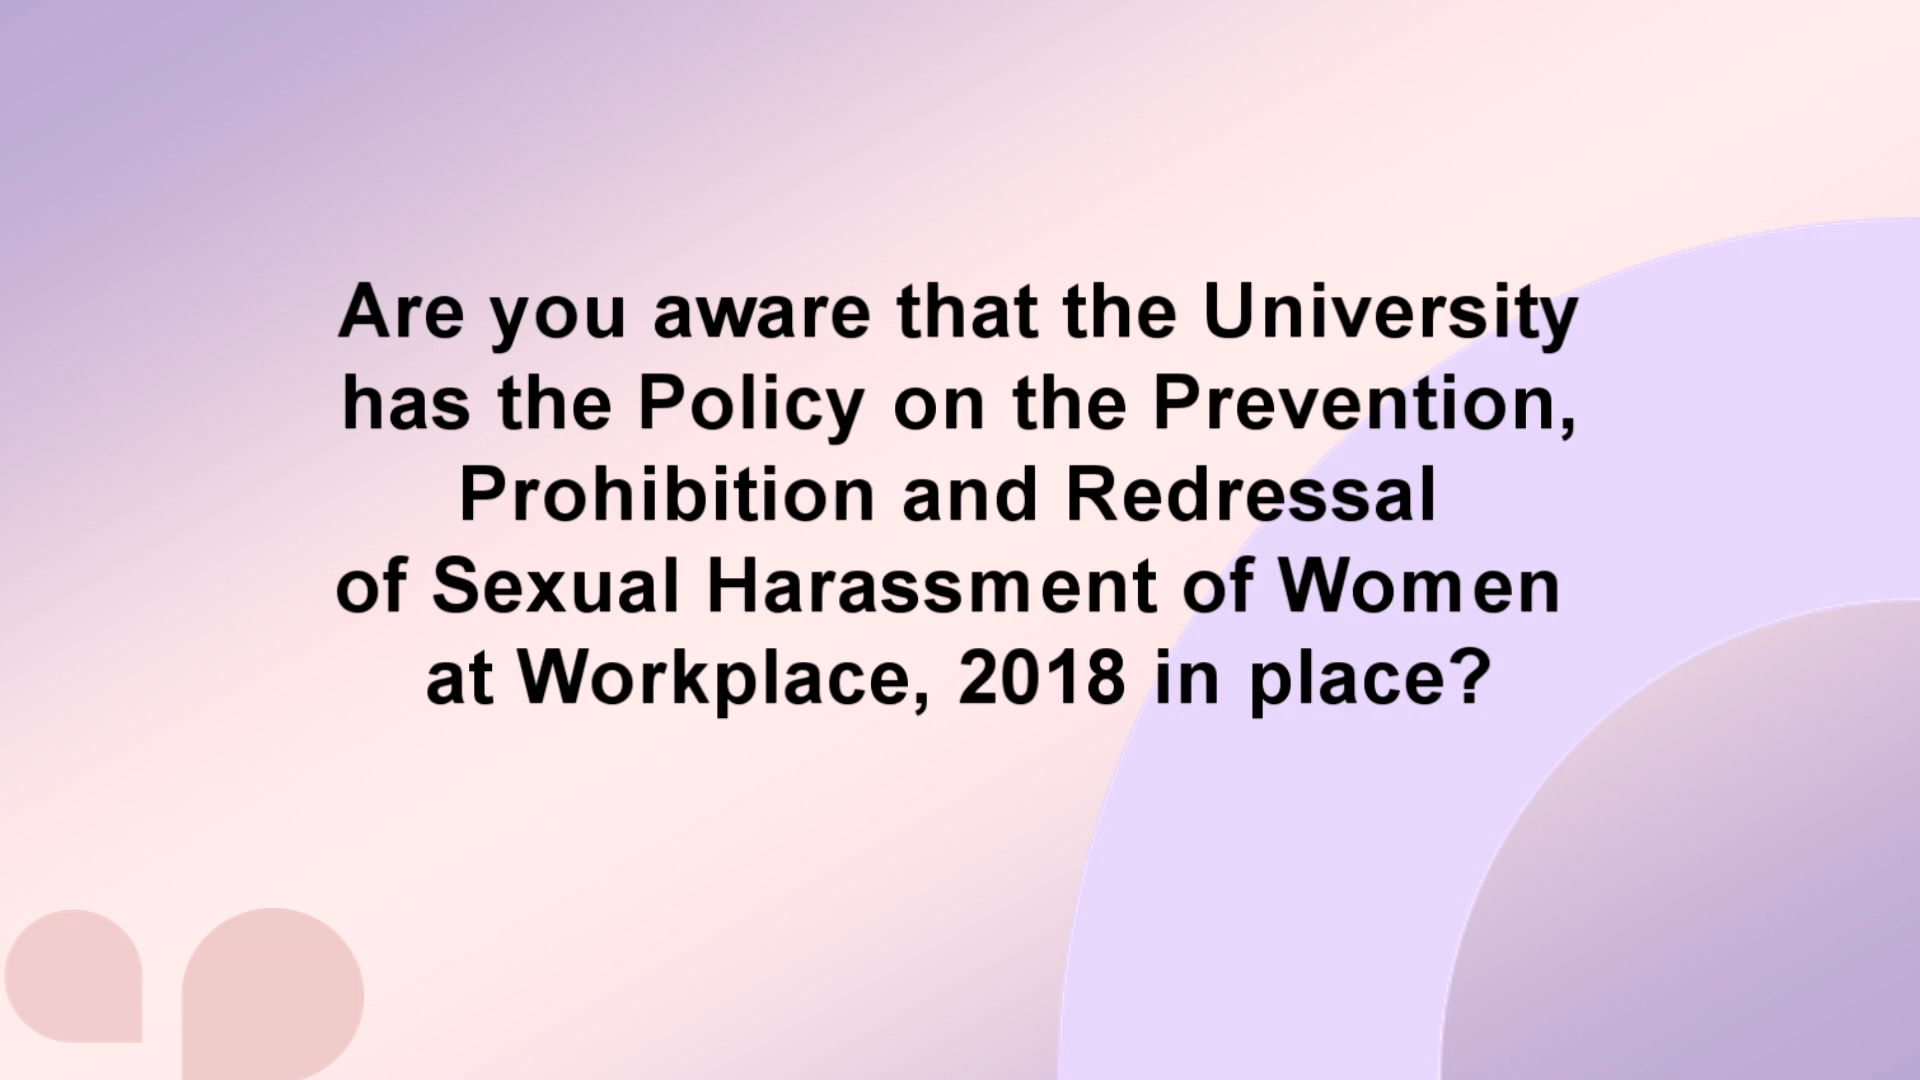 Are you aware that the University
has the Policy on the Prevention,
Prohibition and Redressal
of Sexual Harassment of Women
at Workplace, 2018 in place?